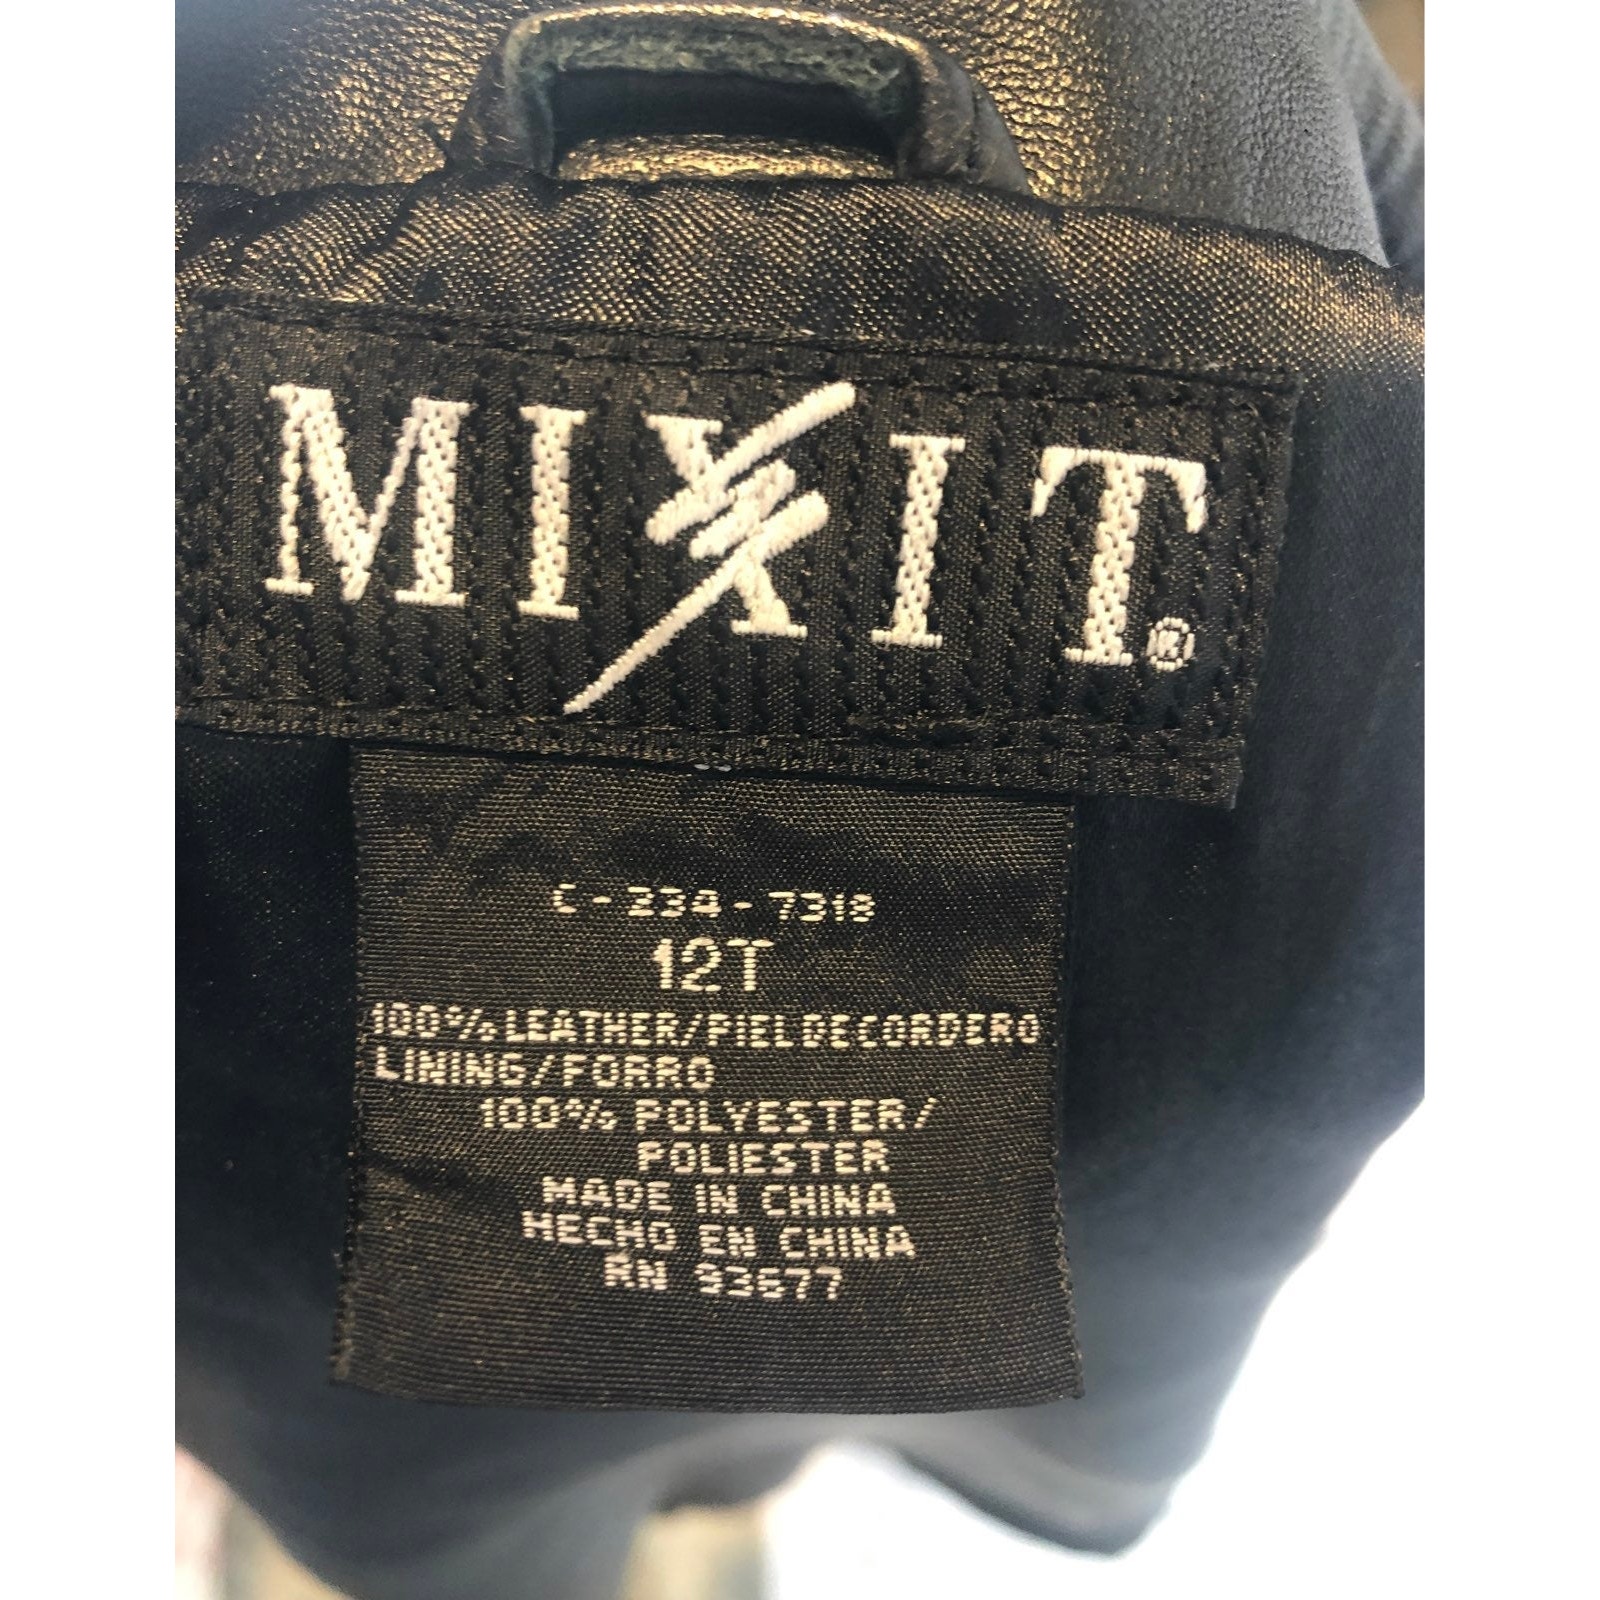 MIXIT®
C-234-7318
12T
100% LEATHER/PIEL DE CORDERO
LINING/FORRO
100% POLYESTER/
POLIESTER
MADE IN CHINA
HECHO EN CHINA
RN 93677